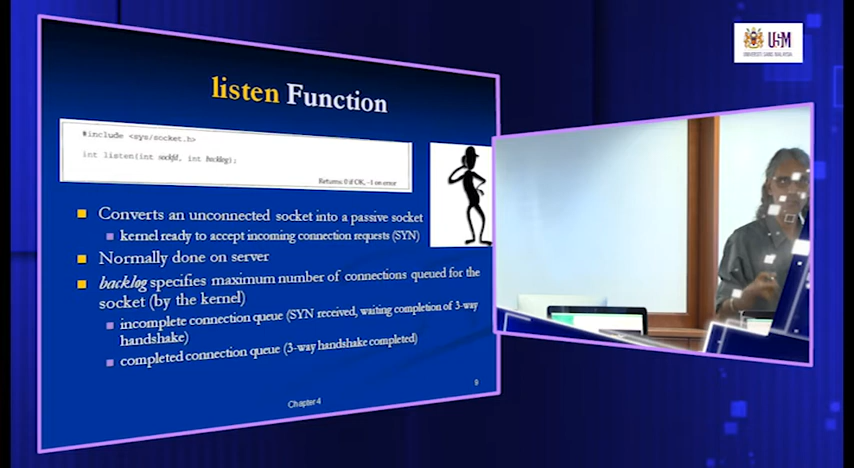 listen Function
#include <sys/socket.h>
int listen(int sockfd, int backlog);
Returns: 0 if OK, -1 on error
Converts an unconnected socket into a passive socket
kernel ready to accept incoming connection requests (SYN)
Normally done on server
backlog specifies maximum number of connections queued for the
socket (by the kernel)
incomplete connection queue (SYN received, waiting completion of 3-way
handshake)
completed connection queue (3-way handshake completed)
9
Chapter 4
USM
UNIVERSITI SAINS MALAYSIA